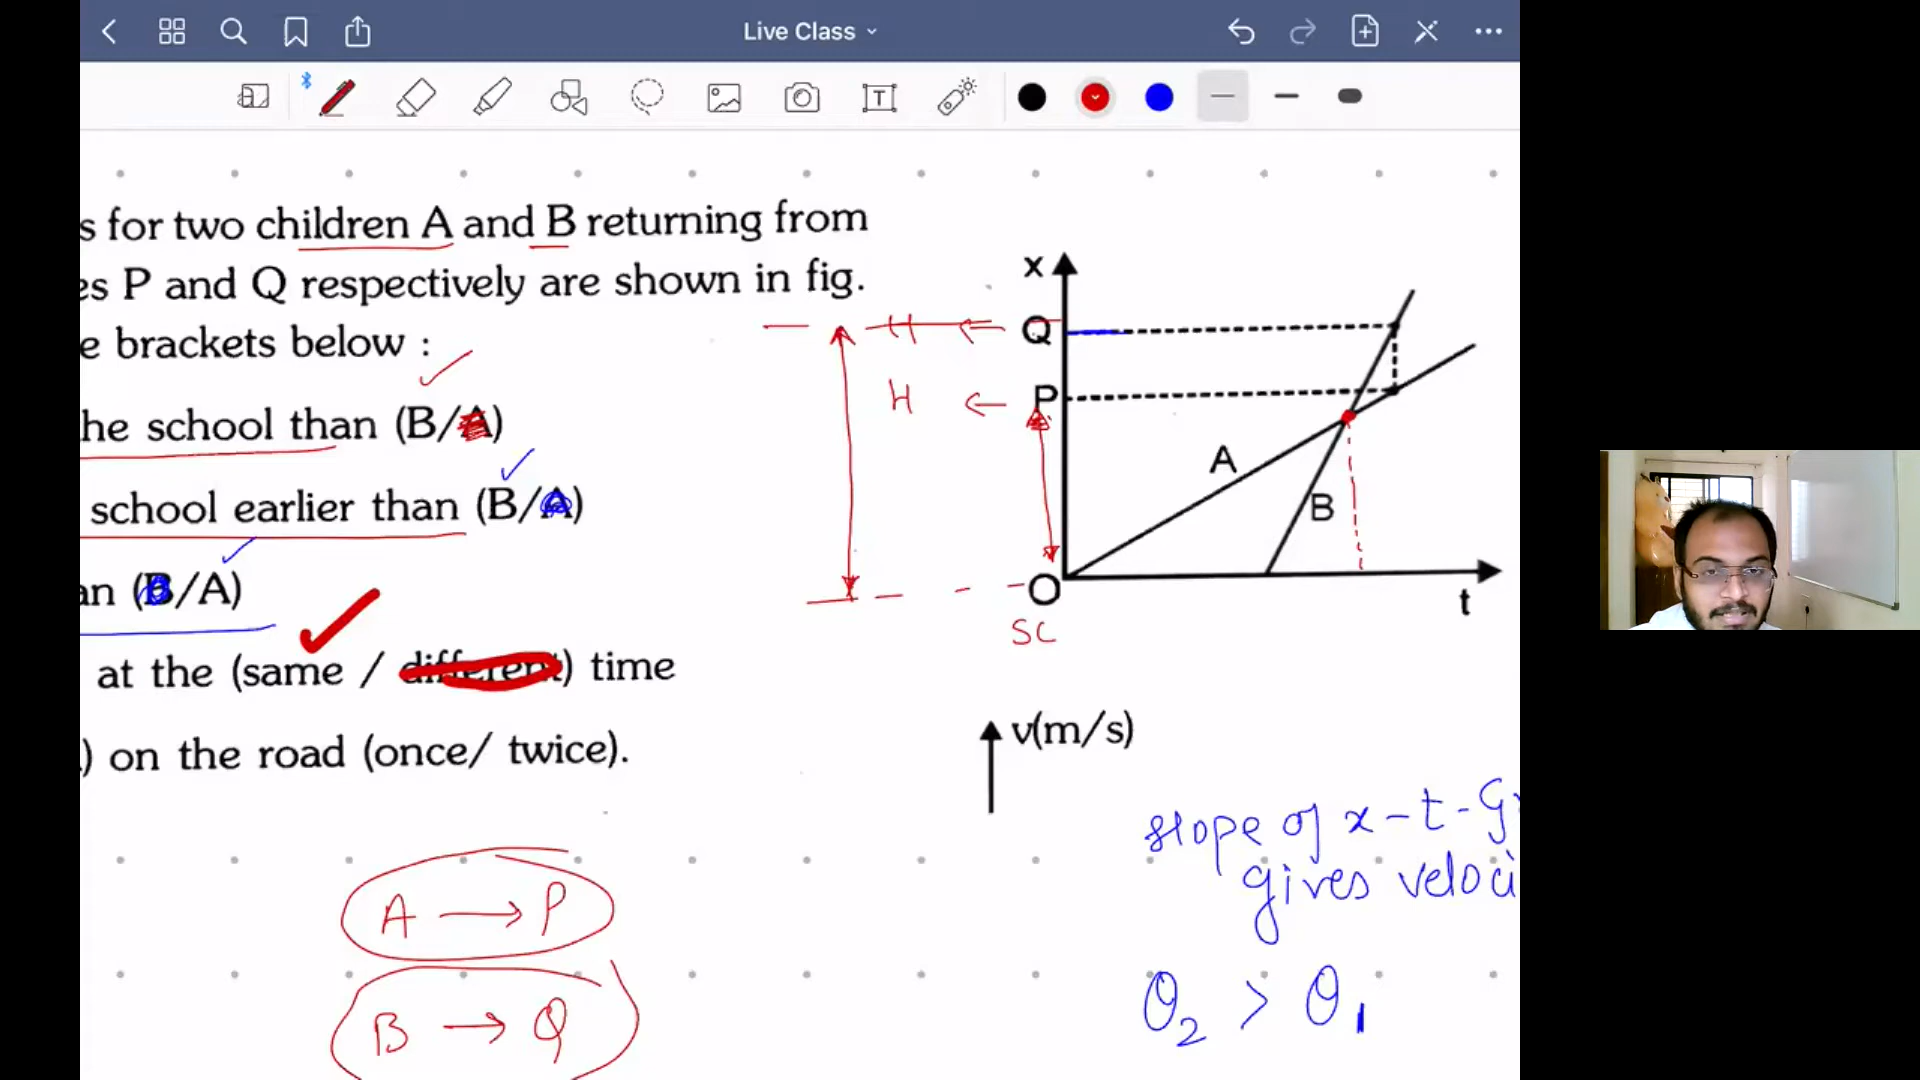 Live Class
s for two children A and B returning from
es P and Q respectively are shown in fig.
e brackets below :
he school than (B/A)
school earlier than (B/A)
an (B/A)
at the (same / different) time
) on the road (once/ twice).
x
Q
H
P
A
B
O
t
SC
v(m/s)
slope of x-t-G
gives veloci
A → P
B → Q
θ2 > θ1